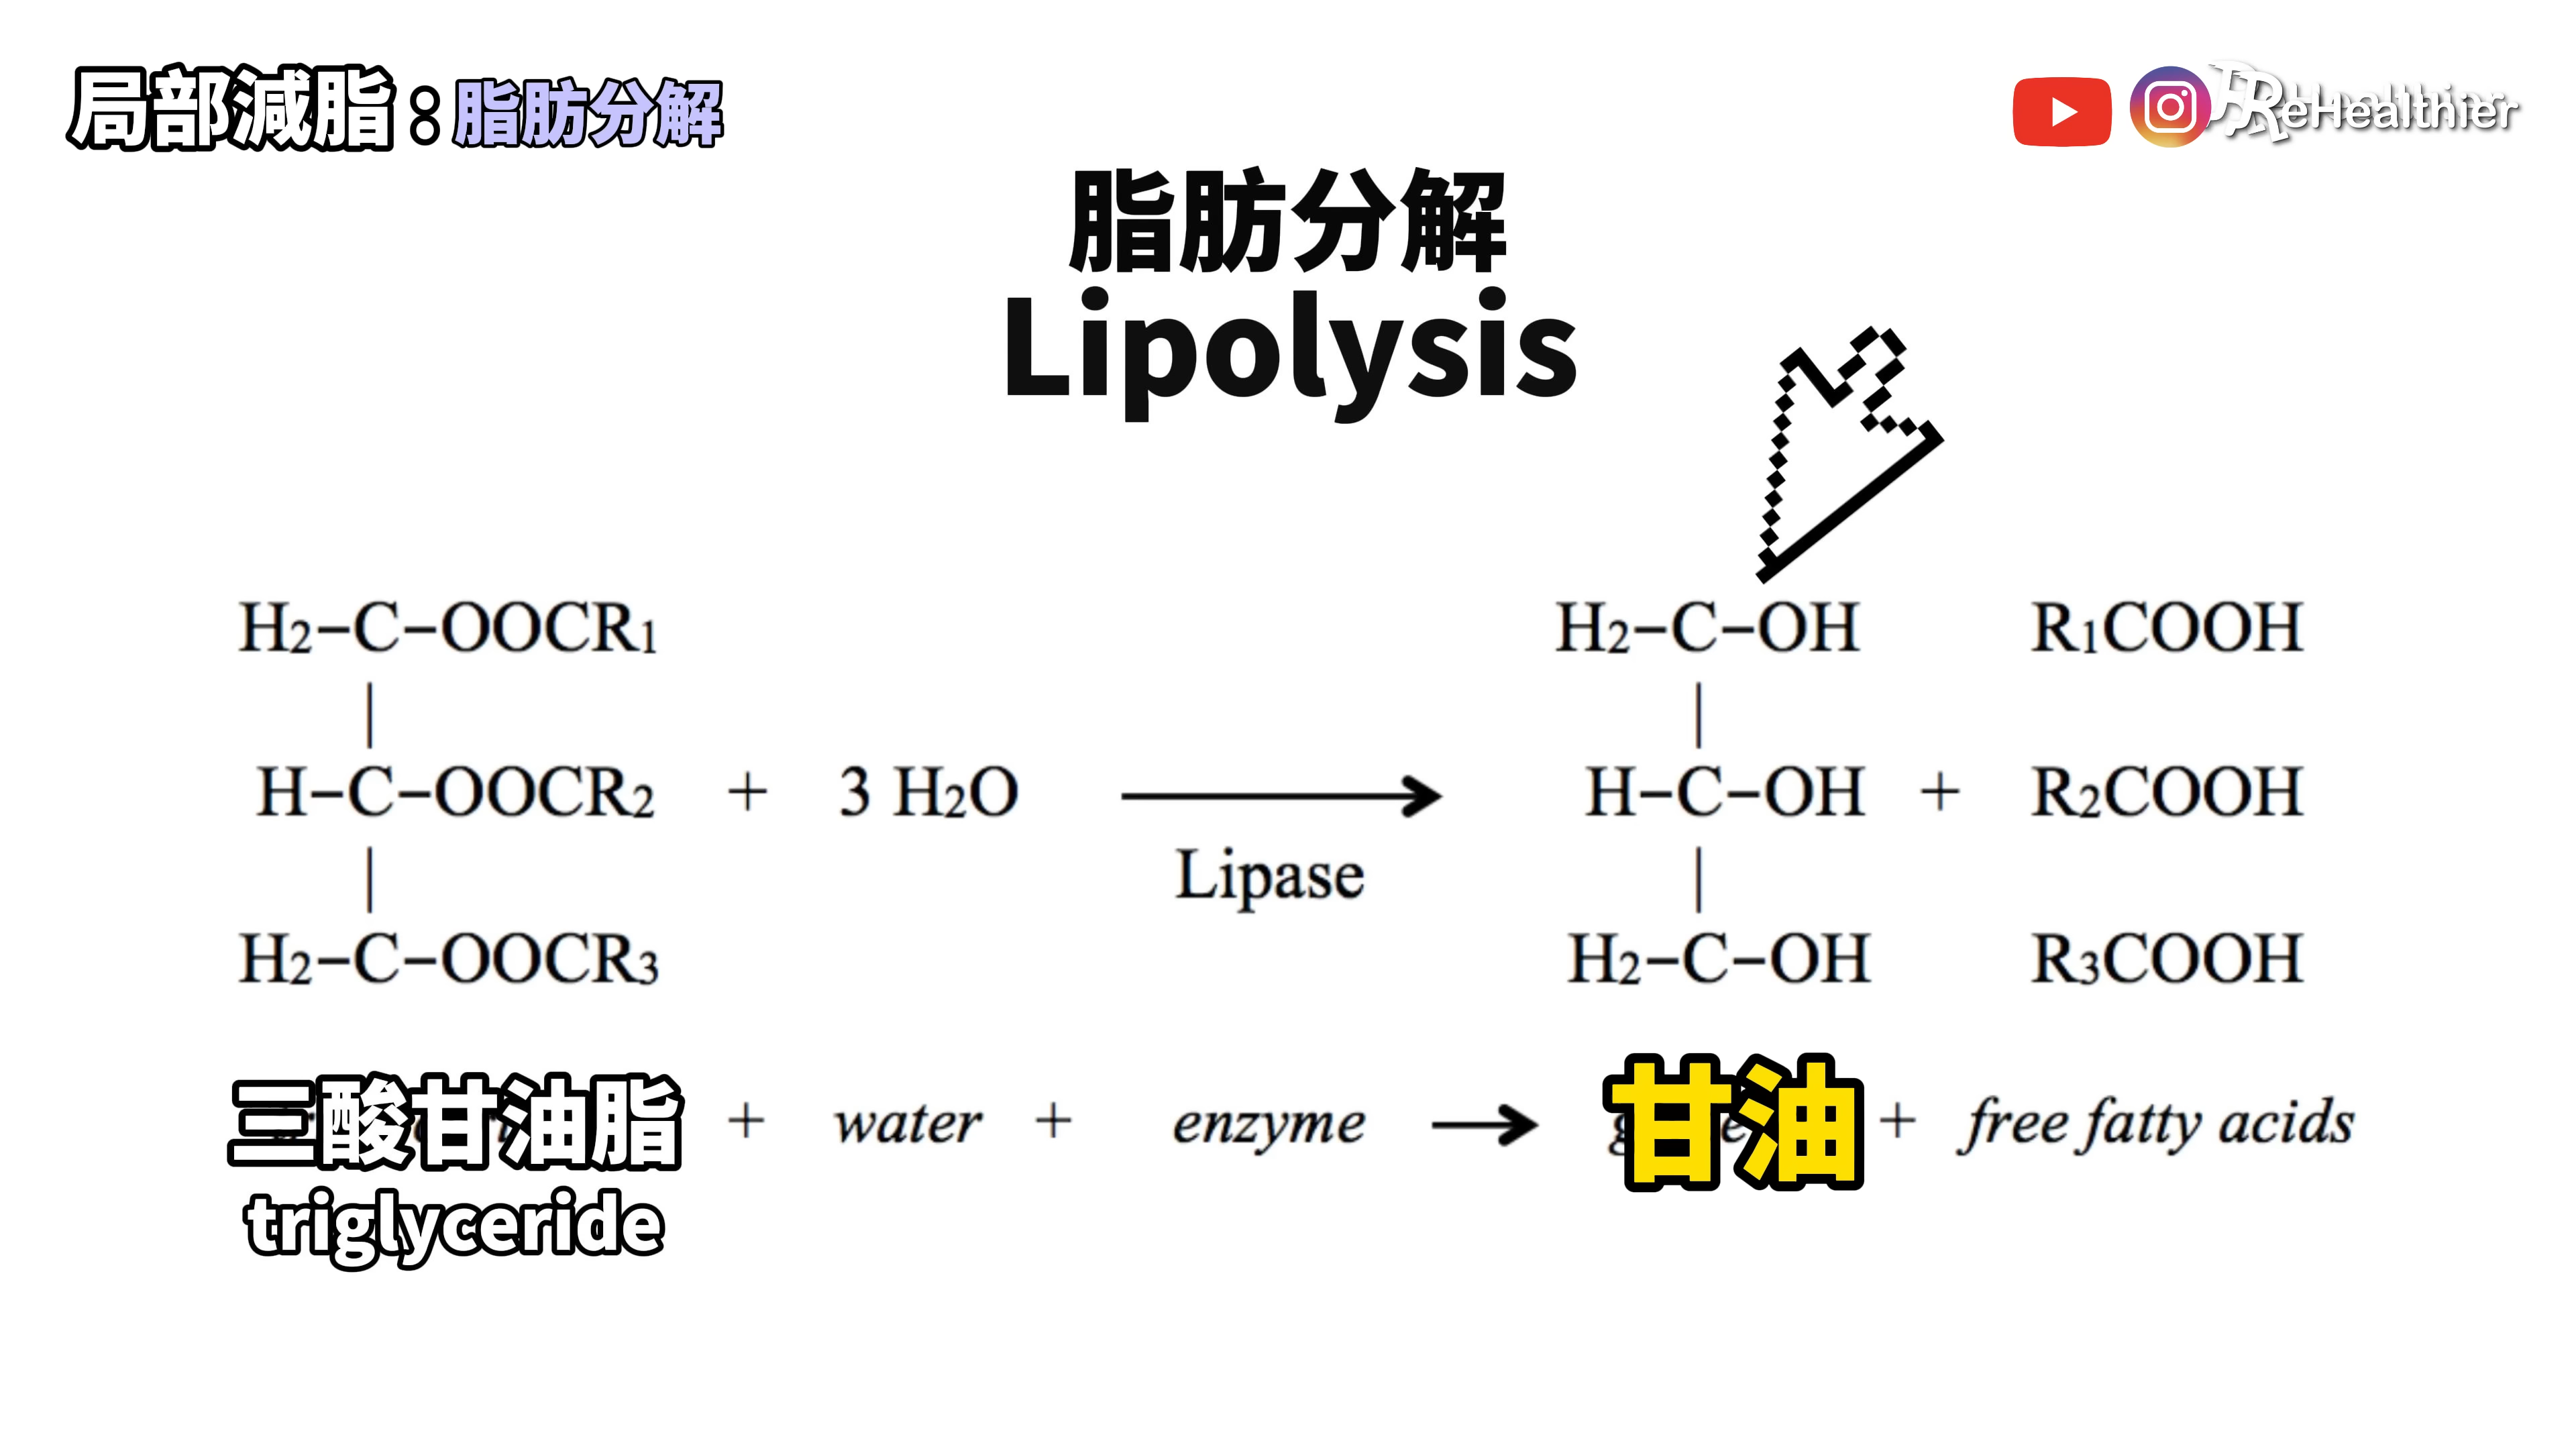 局部減脂：脂肪分解
ReHealthier
脂肪分解
Lipolysis
H2–C–OOCR1
H–C–OOCR2 + 3 H2O
H2–C–OOCR3
Lipase
H2–C–OH R1COOH
H–C–OH + R2COOH
H2–C–OH R3COOH
三酸甘油脂 + water + enzyme → 甘油 + free fatty acids
triglyceride